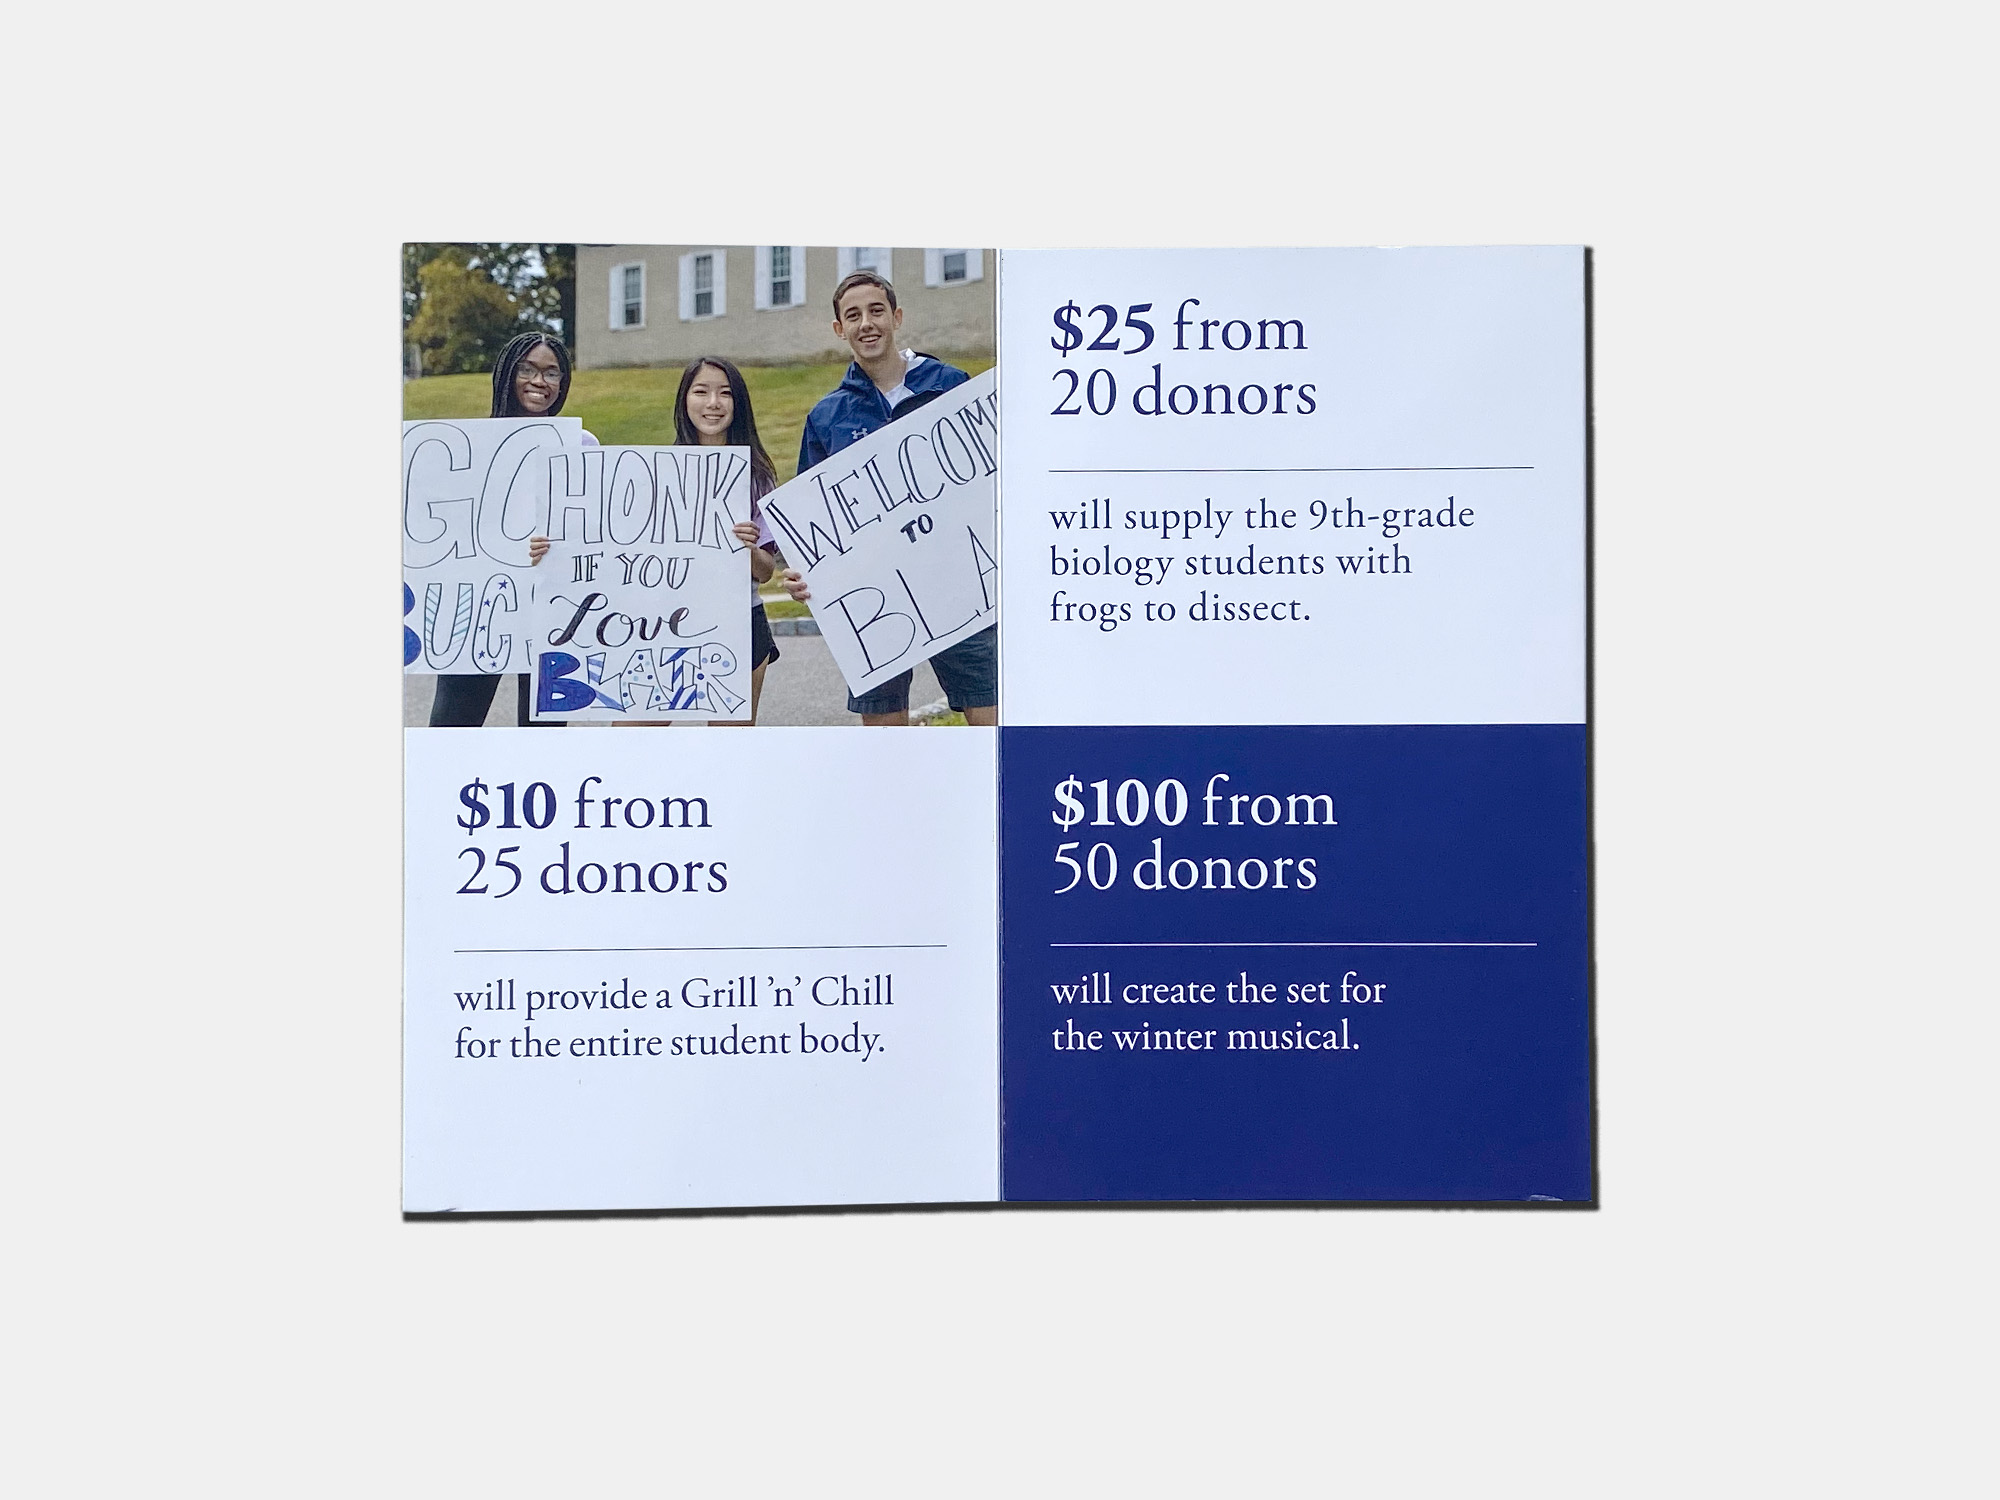 GO
BUC
HONK
IF YOU
Love
BLAIR
WELCOM
TO
BLA
$25 from
20 donors
will supply the 9th-grade
biology students with
frogs to dissect.
$10 from
25 donors
will provide a Grill ’n’ Chill
for the entire student body.
$100 from
50 donors
will create the set for
the winter musical.